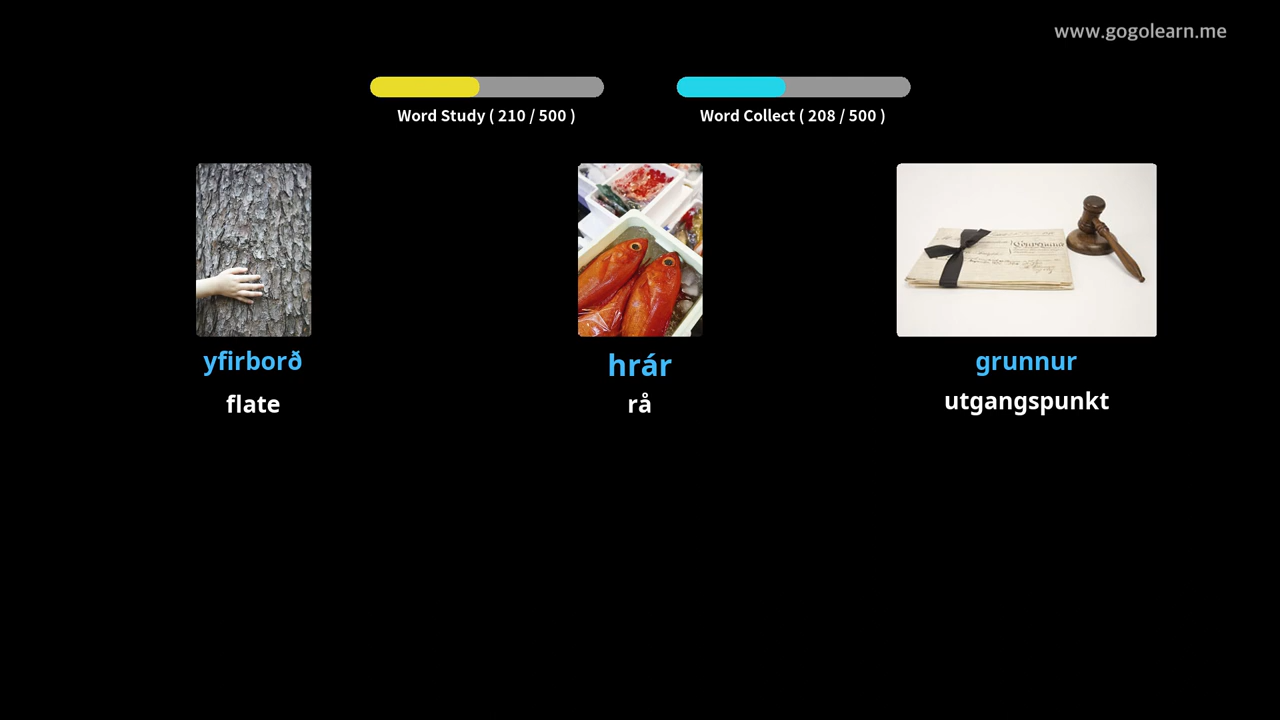 www.gogolearn.me
Word Study ( 210 / 500 )
Word Collect ( 208 / 500 )
yfirborð
flate
hrár
rå
grunnur
utgangspunkt